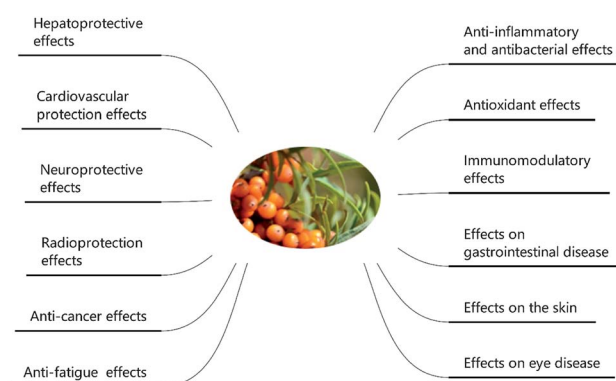 Hepatoprotective
effects
Cardiovascular
protection effects
Neuroprotective
effects
Radioprotection
effects
Anti-cancer effects
Anti-fatigue effects
Anti-inflammatory
and antibacterial effects
Antioxidant effects
Immunomodulatory
effects
Effects on
gastrointestinal disease
Effects on the skin
Effects on eye disease